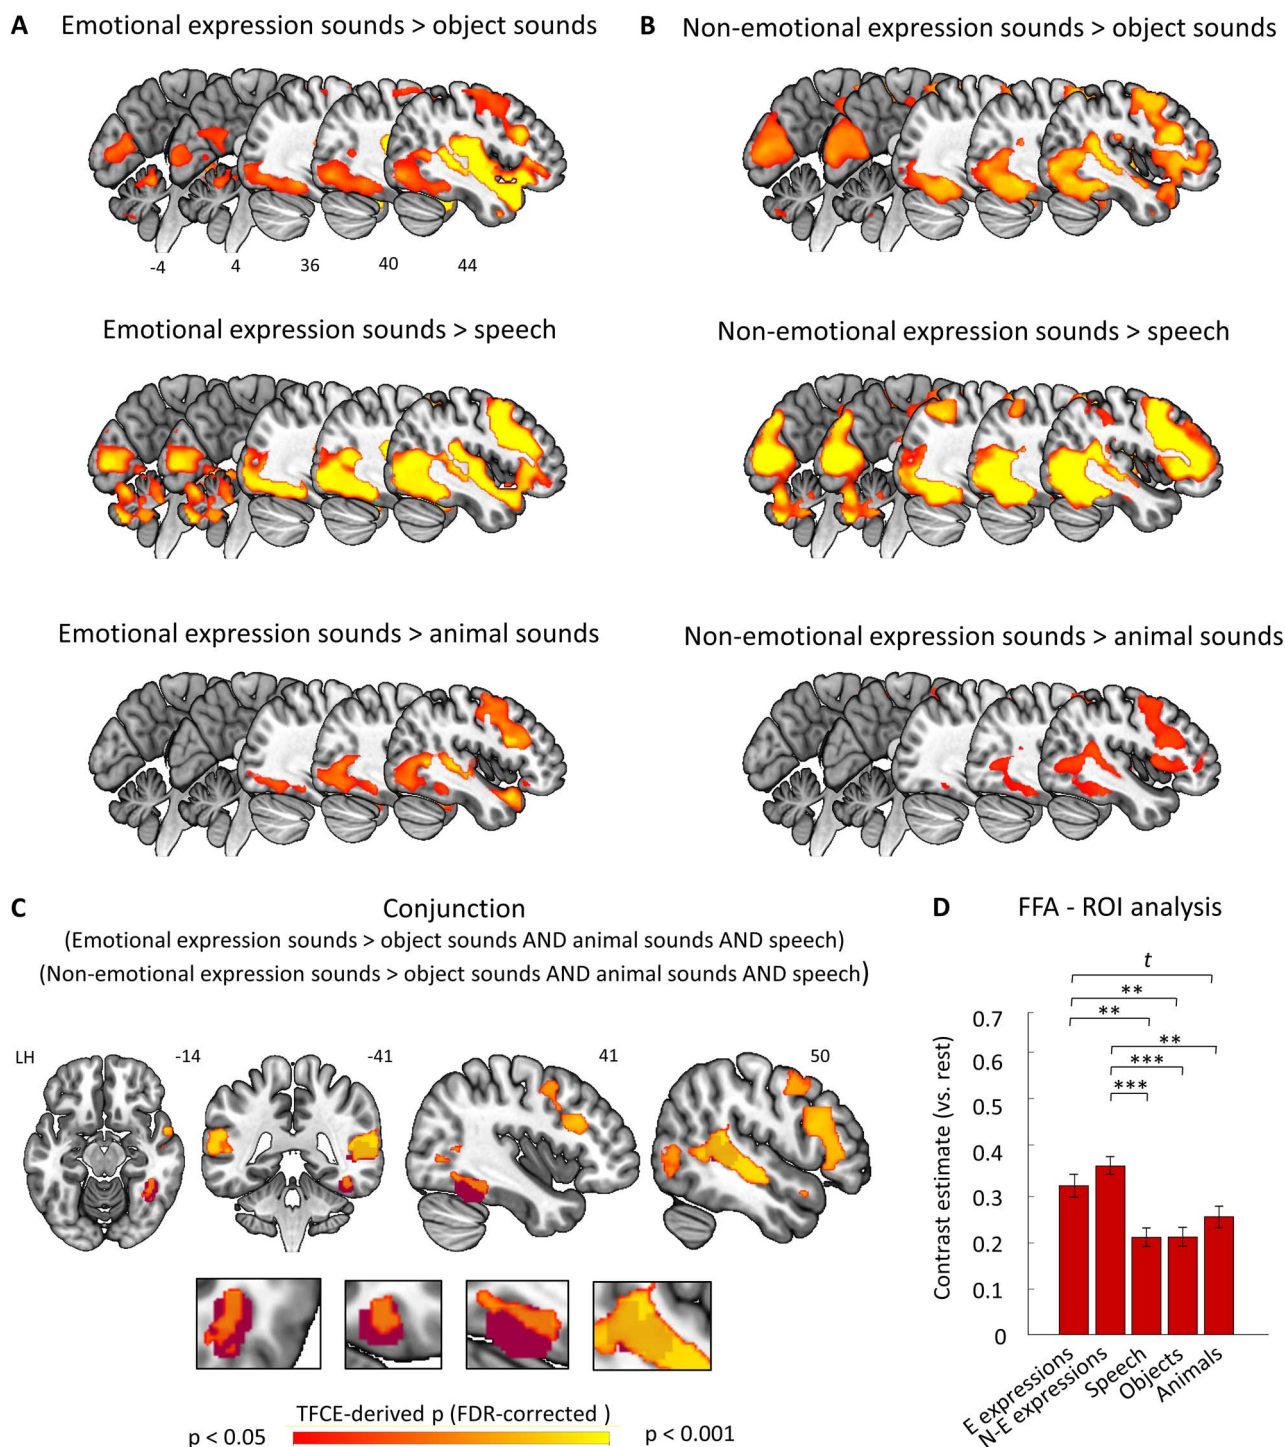 A Emotional expression sounds > object sounds
-4 4 36 40 44
Emotional expression sounds > speech
Emotional expression sounds > animal sounds
B Non-emotional expression sounds > object sounds
Non-emotional expression sounds > speech
Non-emotional expression sounds > animal sounds
C Conjunction
(Emotional expression sounds > object sounds AND animal sounds AND speech)
(Non-emotional expression sounds > object sounds AND animal sounds AND speech)
LH -14 -41 41 50
TFCE-derived p (FDR-corrected )
p < 0.05 p < 0.001
D FFA - ROI analysis
t
**
**
**
***
***
Contrast estimate (vs. rest)
0.7
0.6
0.5
0.4
0.3
0.2
0.1
0
E expressions
N-E expressions
Speech
Objects
Animals